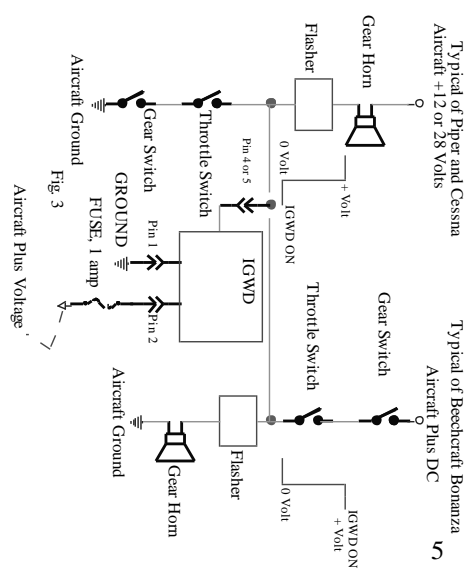 Typical of Piper and Cessna
Aircraft +12 or 28 Volts
Gear Horn
Flasher
+ Volt
0 Volt
IGWD ON
Throttle Switch
Pin 4 or 5
Gear Switch
Aircraft Ground
IGWD
Pin 1
GROUND
Pin 2
FUSE, 1 amp
Fig. 3
Aircraft Plus Voltage
Typical of Beechcraft Bonanza
Aircraft Plus DC
Gear Switch
Throttle Switch
IGWD ON
+ Volt
0 Volt
Flasher
Gear Horn
Aircraft Ground
5